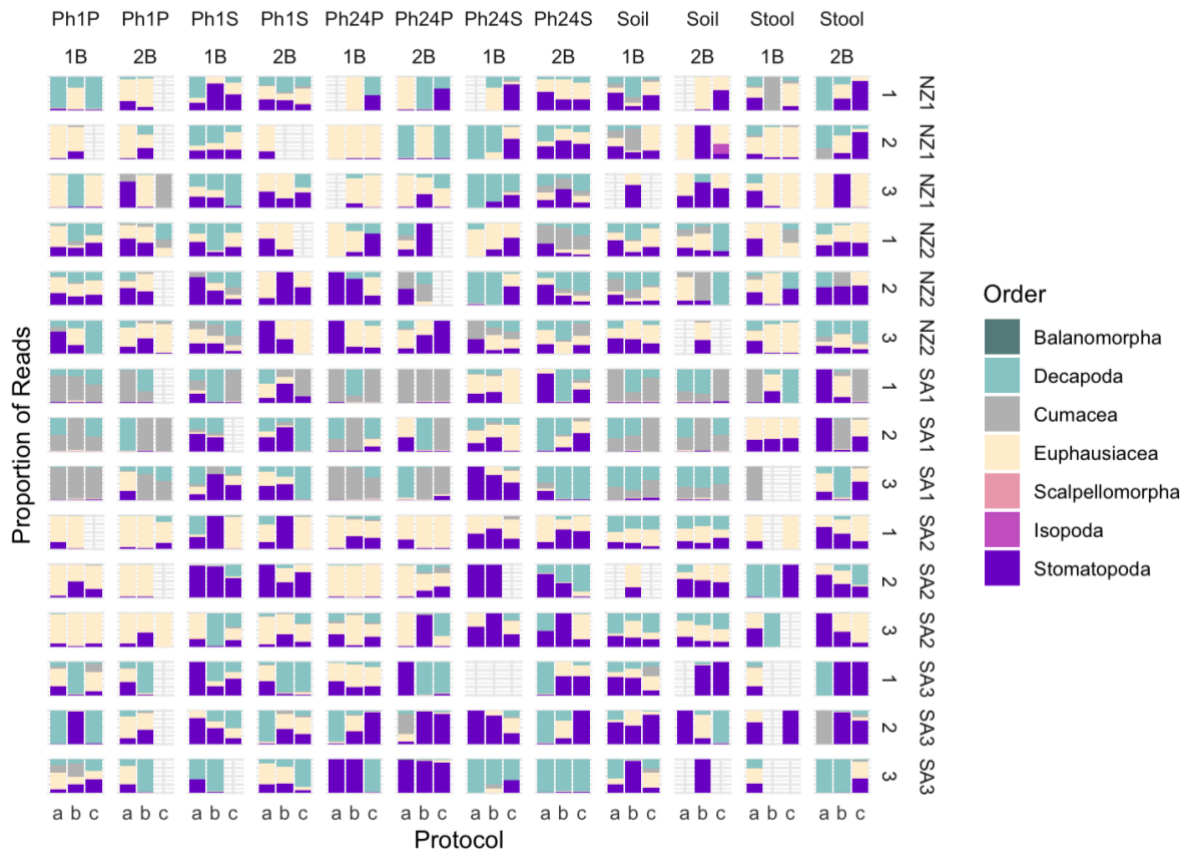 Ph1P Ph1P Ph1S Ph1S Ph24P Ph24P Ph24S Ph24S Soil Soil Stool Stool
1B 2B 1B 2B 1B 2B 1B 2B 1B 2B 1B 2B
1 NZ1
2 NZ1
3 NZ1
1 NZ2
2 NZ2
3 NZ2
1 SA1
2 SA1
3 SA1
1 SA2
2 SA2
3 SA2
1 SA3
2 SA3
3 SA3
a b c a b c a b c a b c a b c a b c a b c a b c a b c a b c a b c a b c
Protocol
Proportion of Reads
Order
Balanomorpha
Decapoda
Cumacea
Euphausiacea
Scalpellomorpha
Isopoda
Stomatopoda